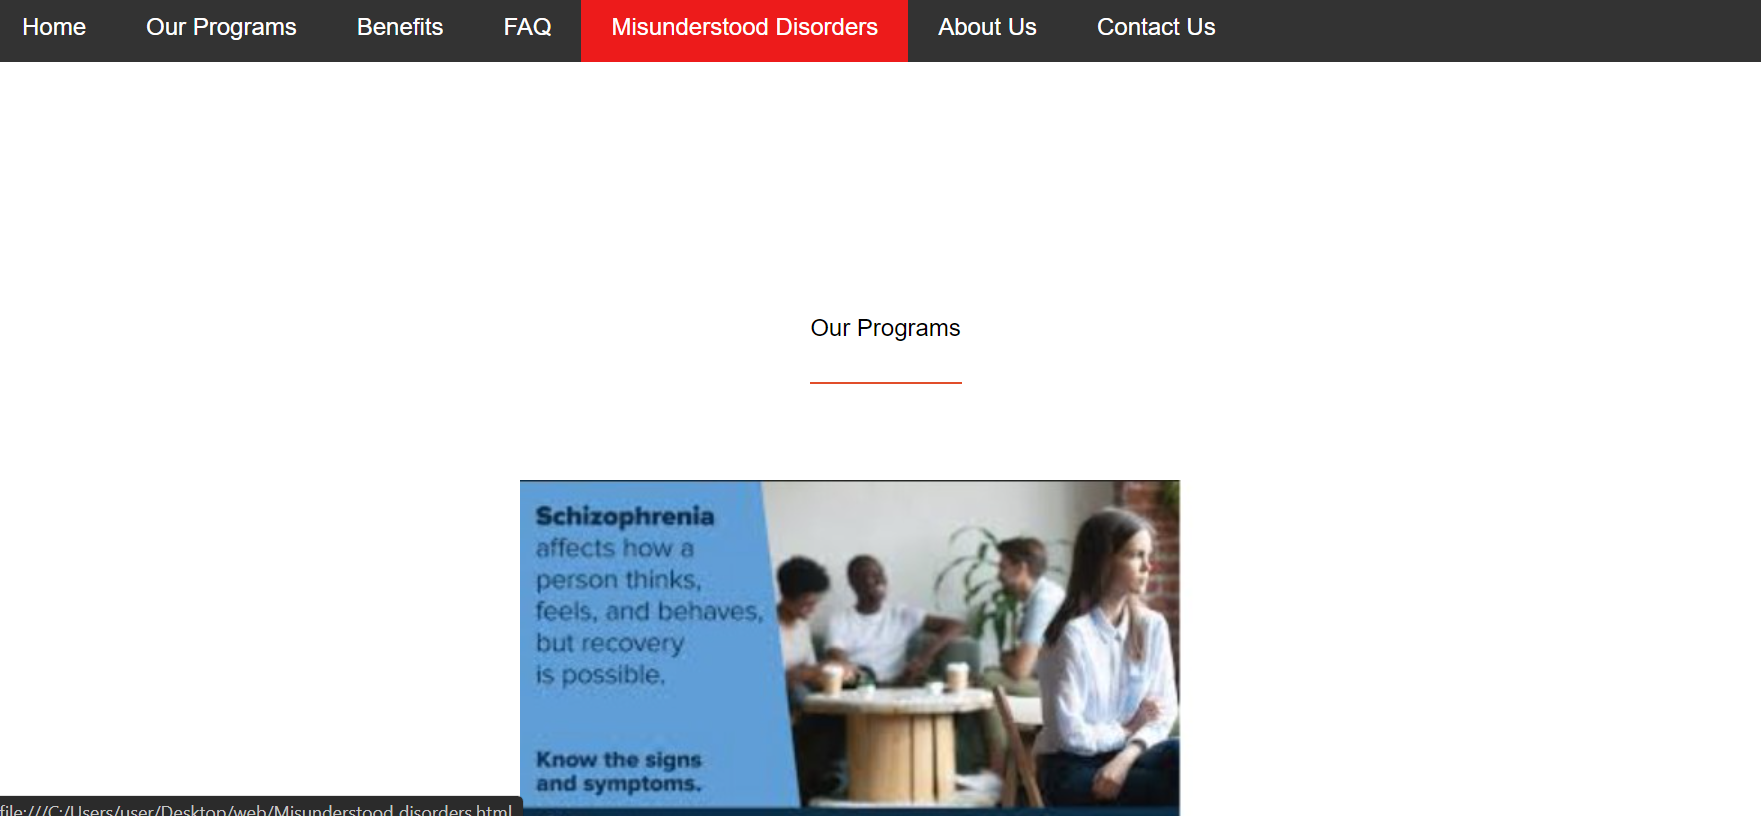 Home Our Programs Benefits FAQ Misunderstood Disorders About Us Contact Us
Our Programs
Schizophrenia
affects how a
person thinks,
feels, and behaves,
but recovery
is possible.
Know the signs
and symptoms.
file:///C:/Users/user/Desktop/web/Misunderstood disorders.html